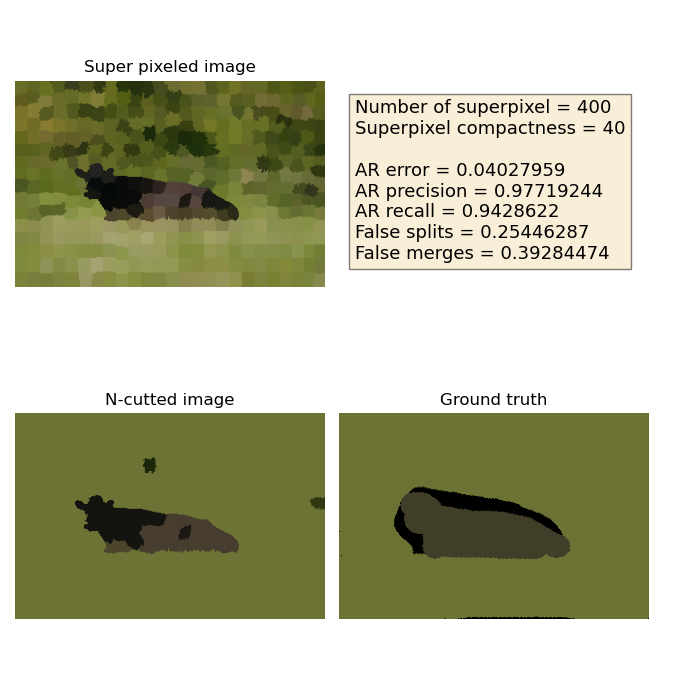 Super pixeled image
Number of superpixel = 400
Superpixel compactness = 40
AR error = 0.04027959
AR precision = 0.97719244
AR recall = 0.9428622
False splits = 0.25446287
False merges = 0.39284474
N-cutted image
Ground truth